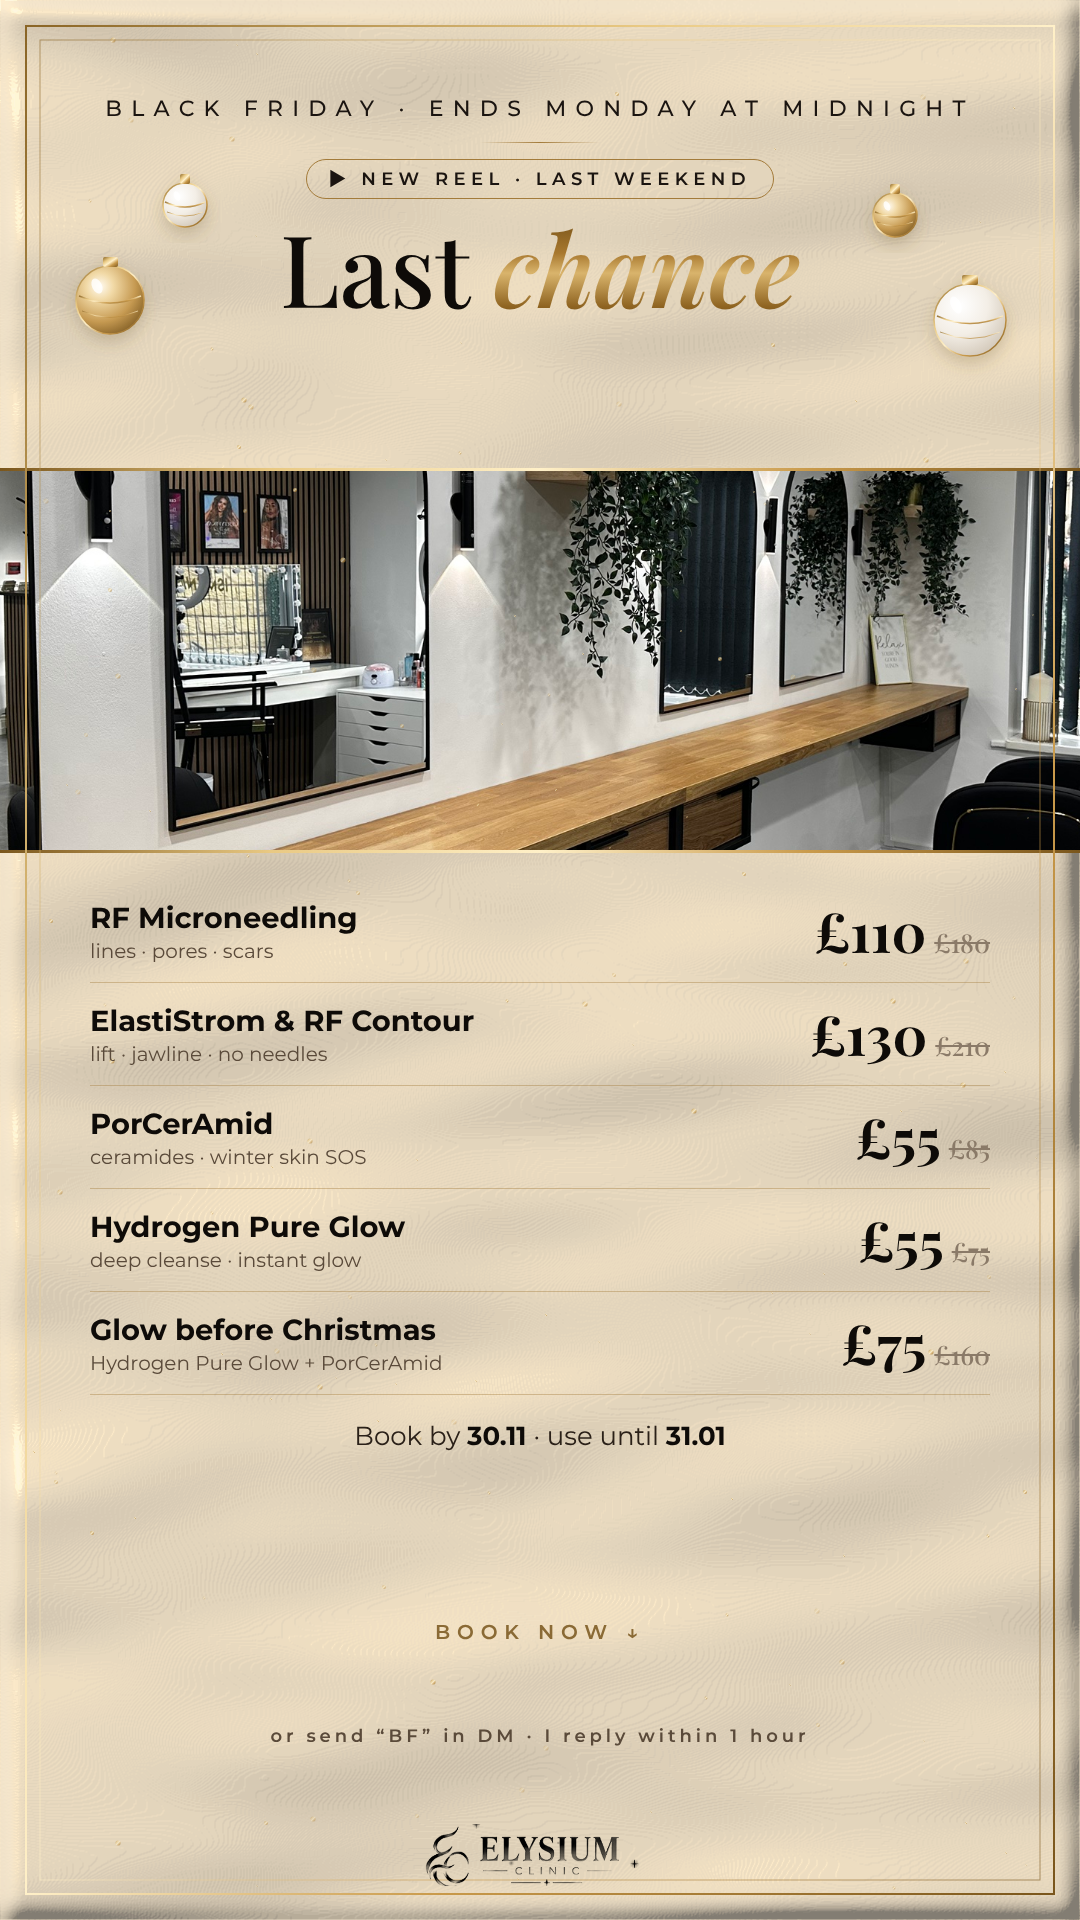 BLACK FRIDAY · ENDS MONDAY AT MIDNIGHT
▶ NEW REEL · LAST WEEKEND
Last chance
Relax
RF Microneedling
lines · pores · scars
£110 £180
ElastiStrom & RF Contour
lift · jawline · no needles
£130 £210
PorCerAmid
ceramides · winter skin SOS
£55 £85
Hydrogen Pure Glow
deep cleanse · instant glow
£55 £75
Glow before Christmas
Hydrogen Pure Glow + PorCerAmid
£75 £160
Book by 30.11 · use until 31.01
BOOK NOW ↓
or send “BF” in DM · I reply within 1 hour
ELYSIUM
CLINIC